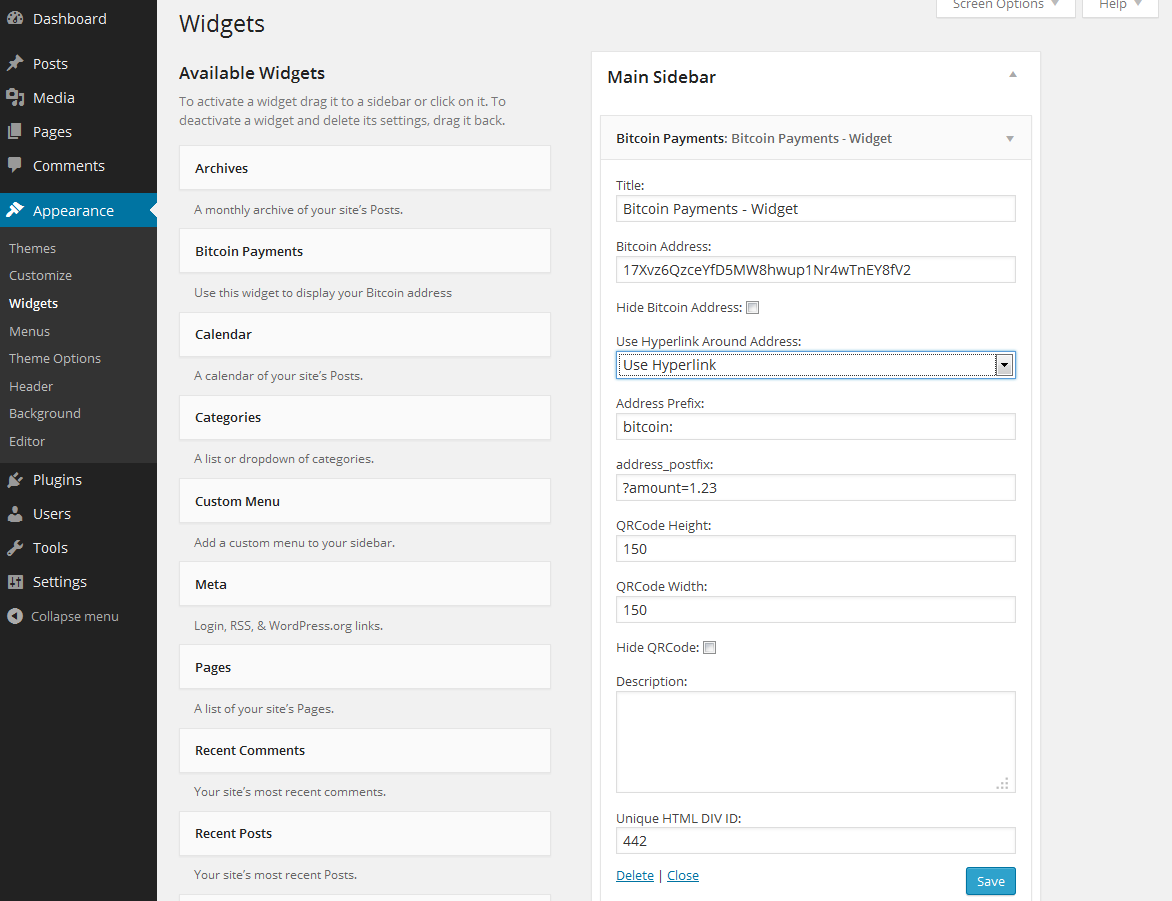 Dashboard
Posts
Media
Pages
Comments
Appearance
Themes
Customize
Widgets
Menus
Theme Options
Header
Background
Editor
Plugins
Users
Tools
Settings
Collapse menu
Screen Options
Help
Widgets
Available Widgets
To activate a widget drag it to a sidebar or click on it. To
deactivate a widget and delete its settings, drag it back.
Archives
A monthly archive of your site's Posts.
Bitcoin Payments
Use this widget to display your Bitcoin address
Calendar
A calendar of your site's Posts.
Categories
A list or dropdown of categories.
Custom Menu
Add a custom menu to your sidebar.
Meta
Login, RSS, & WordPress.org links.
Pages
A list of your site's Pages.
Recent Comments
Your site's most recent comments.
Recent Posts
Your site's most recent Posts.
Main Sidebar
Bitcoin Payments: Bitcoin Payments - Widget
Title:
Bitcoin Payments - Widget
Bitcoin Address:
17Xvz6QzceYfD5MW8hwup1Nr4wTnEY8fV2
Hide Bitcoin Address:
Use Hyperlink Around Address:
Use Hyperlink
Address Prefix:
bitcoin:
address_postfix:
?amount=1.23
QRCode Height:
150
QRCode Width:
150
Hide QRCode:
Description:
Unique HTML DIV ID:
442
Delete | Close
Save